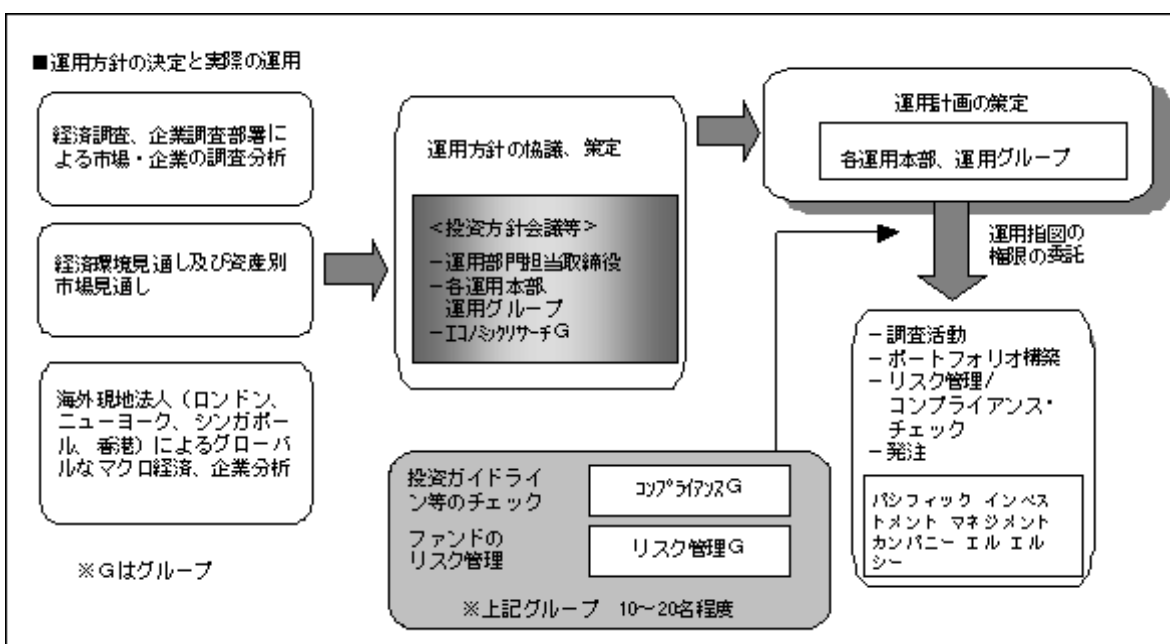 ■運用方針の決定と実際の運用
経済調査、企業調査部署に
よる市場・企業の調査分析
経済環境見通し及び資産別
市場見通し
海外現地法人（ロンドン、
ニューヨーク、シンガポー
ル、香港）によるグローバ
ルなマクロ経済、企業分析
※Gはグループ
運用方針の協議、策定
＜投資方針会議等＞
－運用部門担当取締役
－各運用本部、
運用グループ
－ｴｺﾉﾐｯｸﾘｻｰﾁG
運用計画の策定
各運用本部、運用グループ
運用指図の
権限の委託
－調査活動
－ポートフォリオ構築
－リスク管理/
コンプライアンス・
チェック
－発注
パシフィック インベス
トメント マネジメント
カンパニー エル エル
シー
投資ガイドライ
ン等のチェック
ｺﾝﾌﾟﾗｲｱﾝｽG
ファンドの
リスク管理
リスク管理G
※上記グループ 10～20名程度